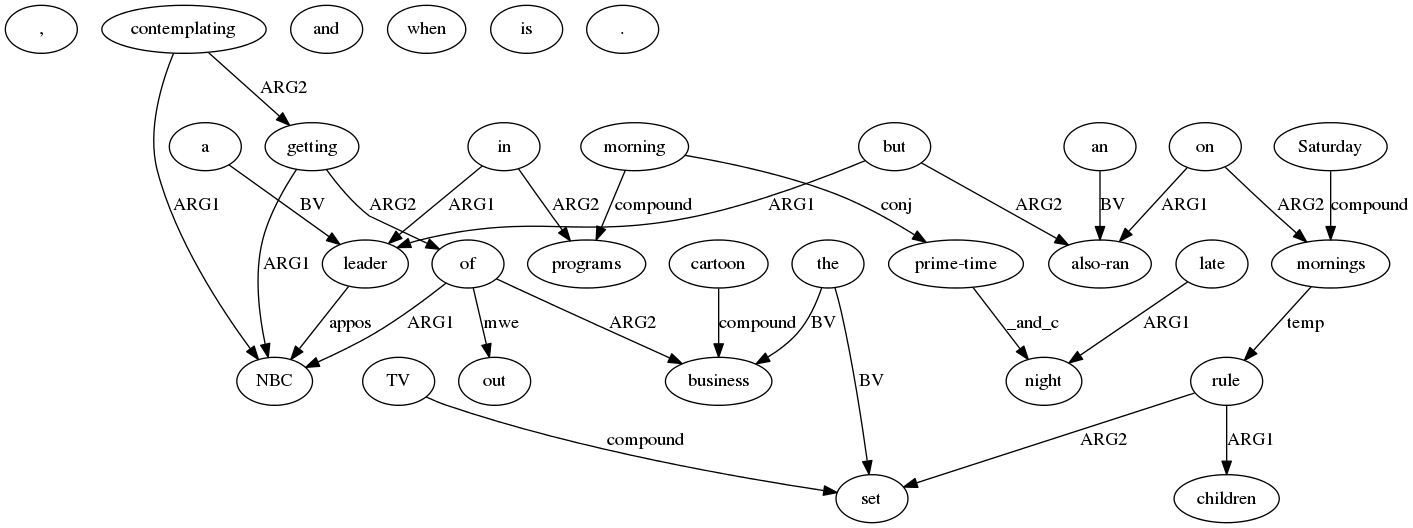 , contemplating and when is .
ARG2
a getting in morning but an on Saturday
ARG1 BV ARG2 ARG1 ARG2 compound ARG1 conj ARG2 BV ARG1 ARG2 compound
ARG1 leader of programs cartoon the prime-time also-ran late mornings
appos ARG1 mwe ARG2 compound BV _and_c ARG1 temp
NBC TV out business BV night rule
compound ARG2 ARG1
set children